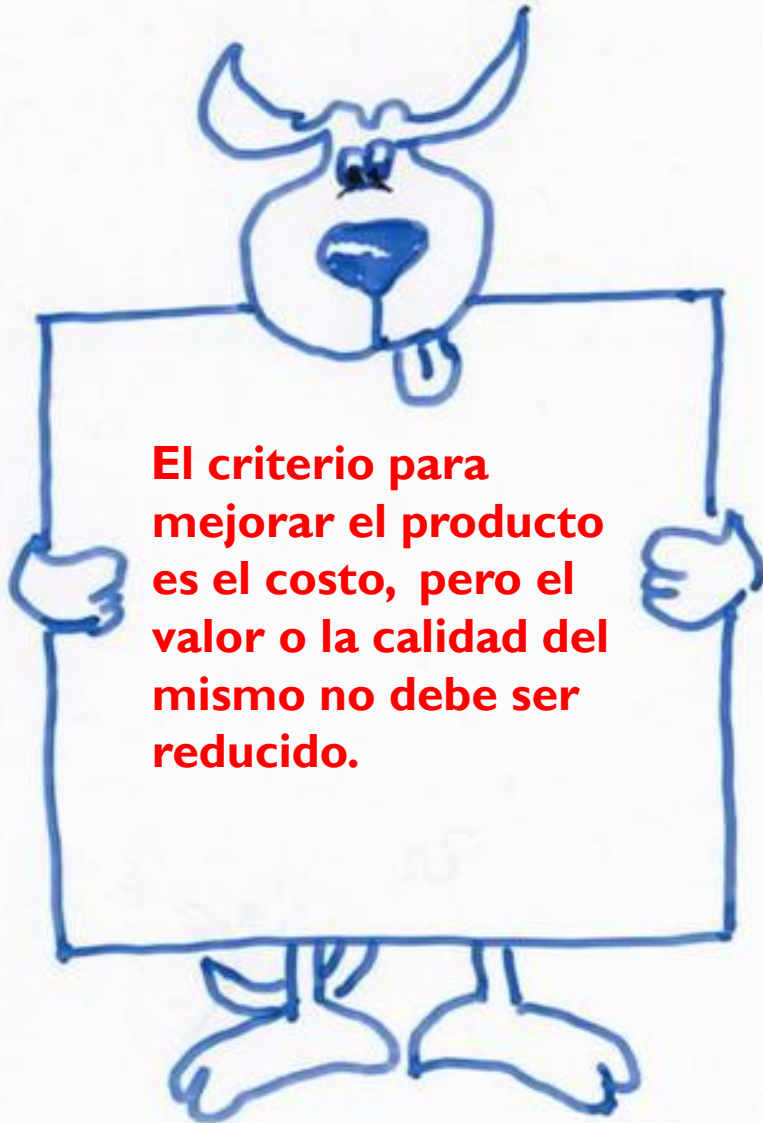 El criterio para
mejorar el producto
es el costo, pero el
valor o la calidad del
mismo no debe ser
reducido.